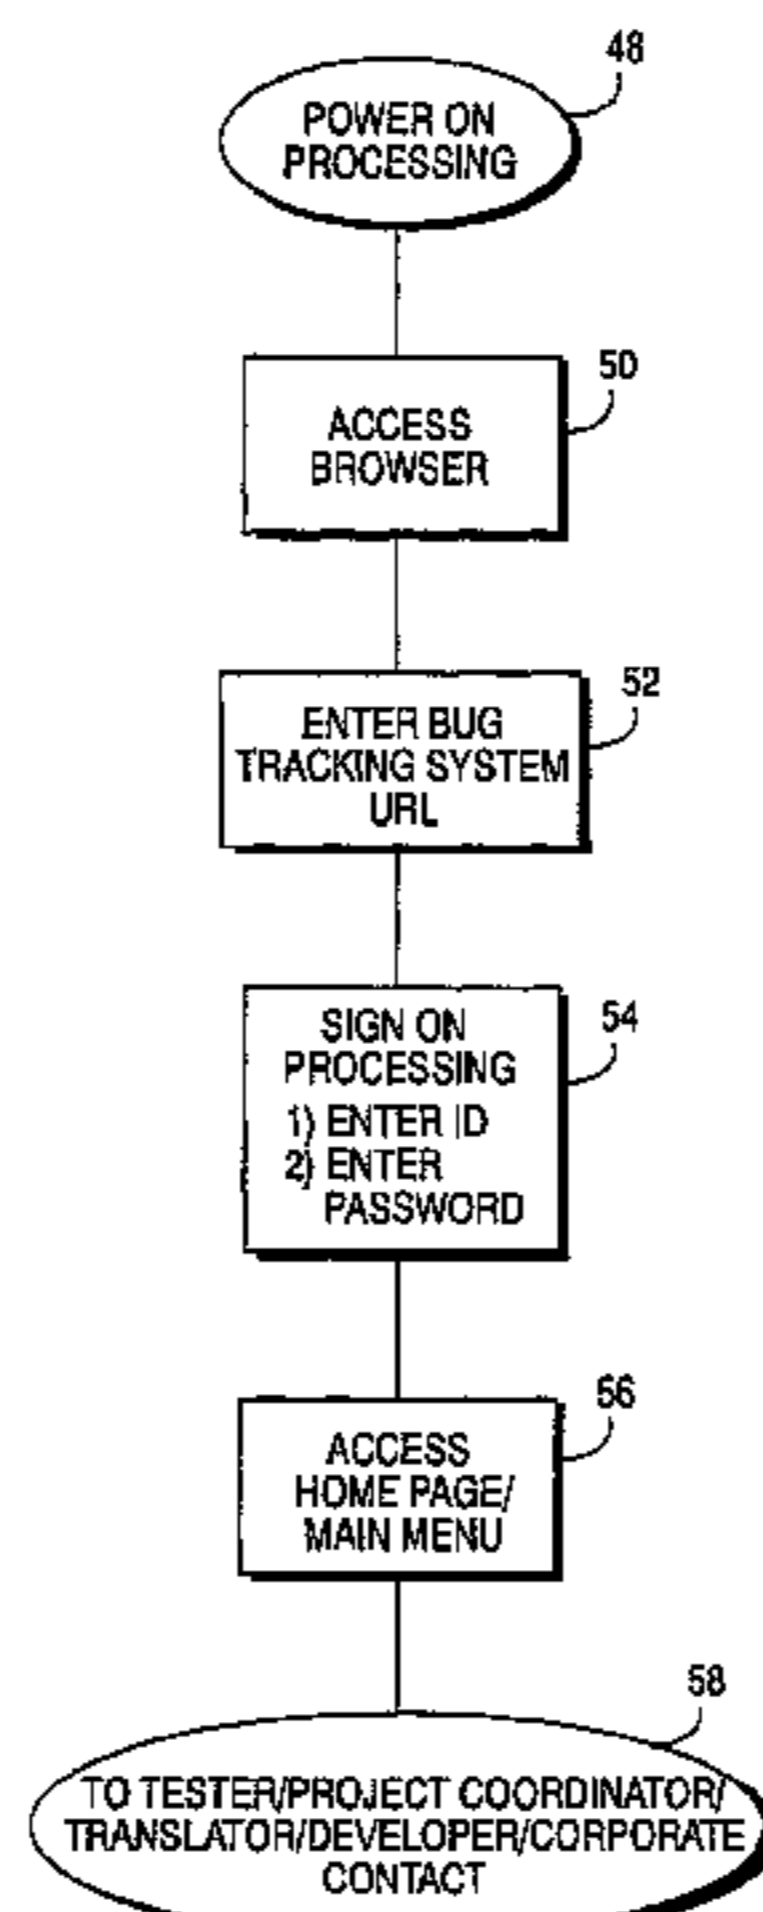 48
POWER ON
PROCESSING
50
ACCESS
BROWSER
52
ENTER BUG
TRACKING SYSTEM
URL
54
SIGN ON
PROCESSING
1) ENTER ID
2) ENTER
PASSWORD
56
ACCESS
HOME PAGE/
MAIN MENU
58
TO TESTER/PROJECT COORDINATOR/
TRANSLATOR/DEVELOPER/CORPORATE
CONTACT